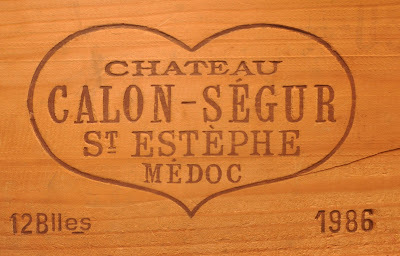 CHATEAU
CALON-SÉGUR
ST ESTÈPHE
MÉDOC
12Blles 1986